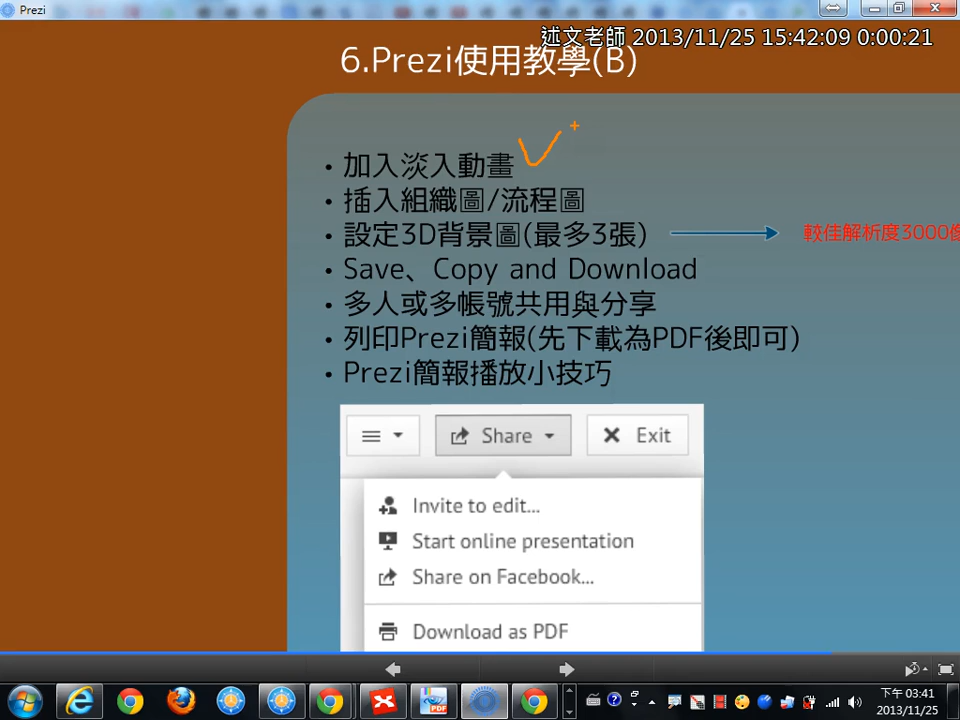 Prezi
述文老師 2013/11/25 15:42:09 0:00:21
6.Prezi使用教學(B)
• 加入淡入動畫
• 插入組織圖/流程圖
• 設定3D背景圖(最多3張)
較佳解析度3000像
• Save、Copy and Download
• 多人或多帳號共用與分享
• 列印Prezi簡報(先下載為PDF後即可)
• Prezi簡報播放小技巧
Share
Exit
Invite to edit...
Start online presentation
Share on Facebook...
Download as PDF
PDF
下午 03:41
2013/11/25